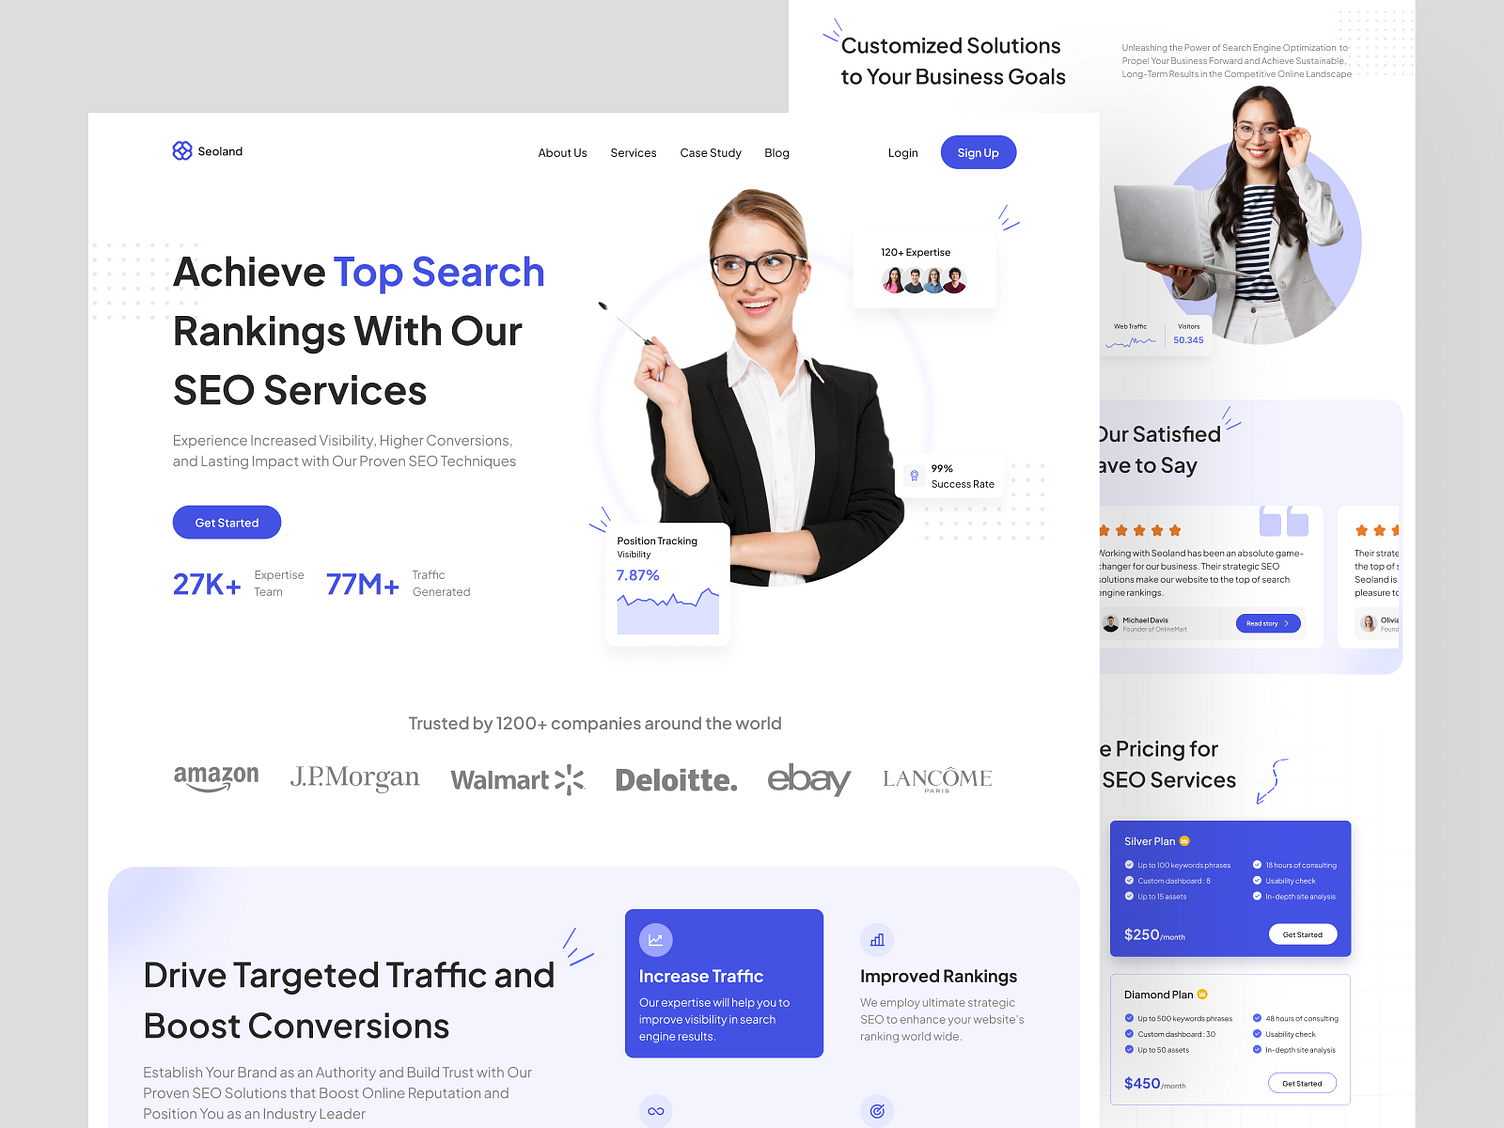 Customized Solutions
to Your Business Goals
Unleashing the Power of Search Engine Optimization to
Propel Your Business Forward and Achieve Sustainable,
Long-Term Results in the Competitive Online Landscape
Seoland
About Us
Services
Case Study
Blog
Login
Sign Up
Achieve Top Search
Rankings With Our
SEO Services
Experience Increased Visibility, Higher Conversions,
and Lasting Impact with Our Proven SEO Techniques
Get Started
27K+
Expertise
Team
77M+
Traffic
Generated
120+ Expertise
99%
Success Rate
Position Tracking
Visibility
7.87%
Web Traffic
Visitors
50.345
Our Satisfied
ave to Say
Working with Seoland has been an absolute game-
changer for our business. Their strategic SEO
solutions make our website to the top of search
engine rankings.
Michael Davis
Founder of OnlineMart
Read story
Their strate
the top of s
Seoland is
pleasure to
Olivia
Found
Trusted by 1200+ companies around the world
amazon
J.P.Morgan
Walmart
Deloitte.
ebay
LANCÔME
PARIS
e Pricing for
SEO Services
Silver Plan
Up to 100 keywords phrases
Custom dashboard : 8
Up to 15 assets
18 hours of consulting
Usability check
In-depth site analysis
$250/month
Get Started
Diamond Plan
Up to 500 keywords phrases
Custom dashboard : 30
Up to 50 assets
48 hours of consulting
Usability check
In-depth site analysis
$450/month
Get Started
Drive Targeted Traffic and
Boost Conversions
Establish Your Brand as an Authority and Build Trust with Our
Proven SEO Solutions that Boost Online Reputation and
Position You as an Industry Leader
Increase Traffic
Our expertise will help you to
improve visibility in search
engine results.
Improved Rankings
We employ ultimate strategic
SEO to enhance your website's
ranking world wide.